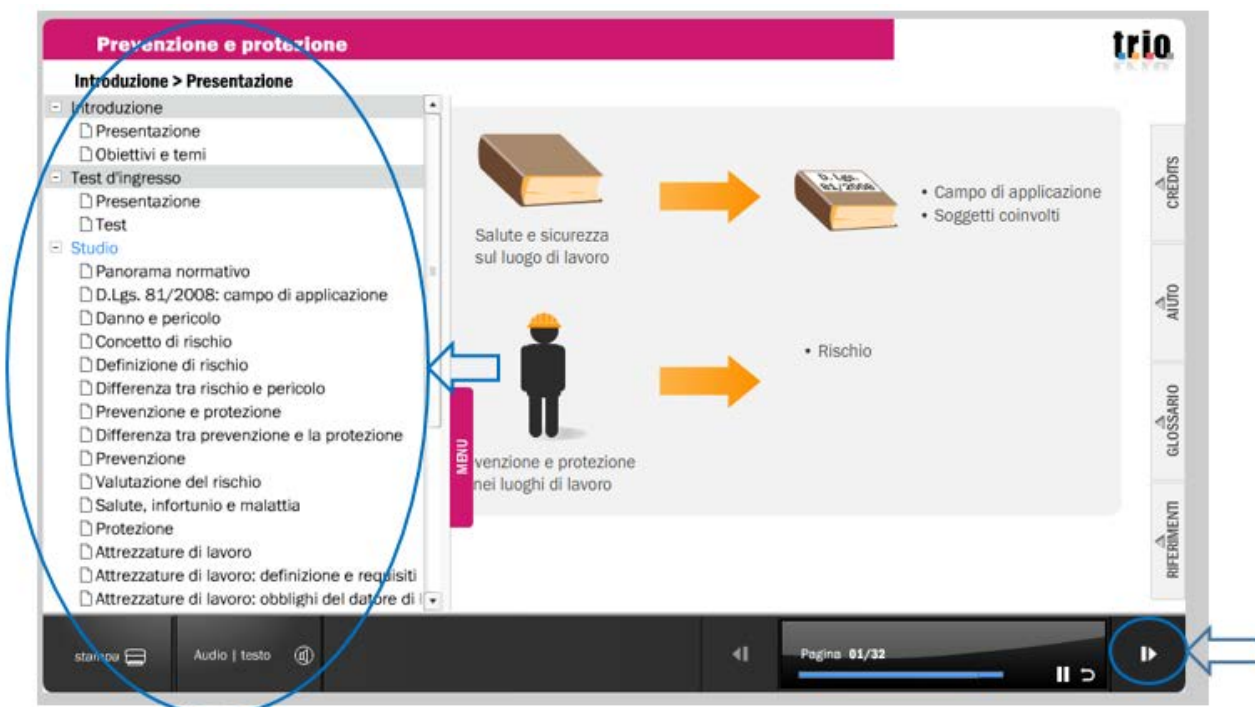 Prevenzione e protezione
trio
Introduzione > Presentazione
Introduzione
Presentazione
Obiettivi e temi
Test d'ingresso
Presentazione
Test
Studio
Panorama normativo
D.Lgs. 81/2008: campo di applicazione
Danno e pericolo
Concetto di rischio
Definizione di rischio
Differenza tra rischio e pericolo
Prevenzione e protezione
Differenza tra prevenzione e la protezione
Prevenzione
Valutazione del rischio
Salute, infortunio e malattia
Protezione
Attrezzature di lavoro
Attrezzature di lavoro: definizione e requisiti
Attrezzature di lavoro: obblighi del datore di
MENU
Salute e sicurezza
sul luogo di lavoro
D. Lgs.
81/2008
• Campo di applicazione
• Soggetti coinvolti
venzione e protezione
nei luoghi di lavoro
• Rischio
CREDITS
AIUTO
GLOSSARIO
RIFERIMENTI
stampa
Audio | testo
Pagina 01/32